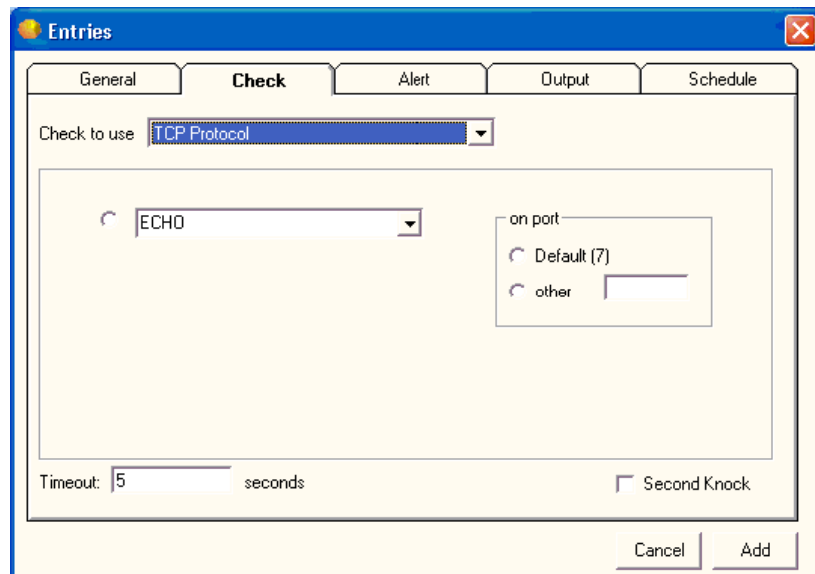 Entries
General Check Alert Output Schedule
Check to use TCP Protocol
ECHO
on port
Default (7)
other
Timeout: 5 seconds
Second Knock
Cancel Add